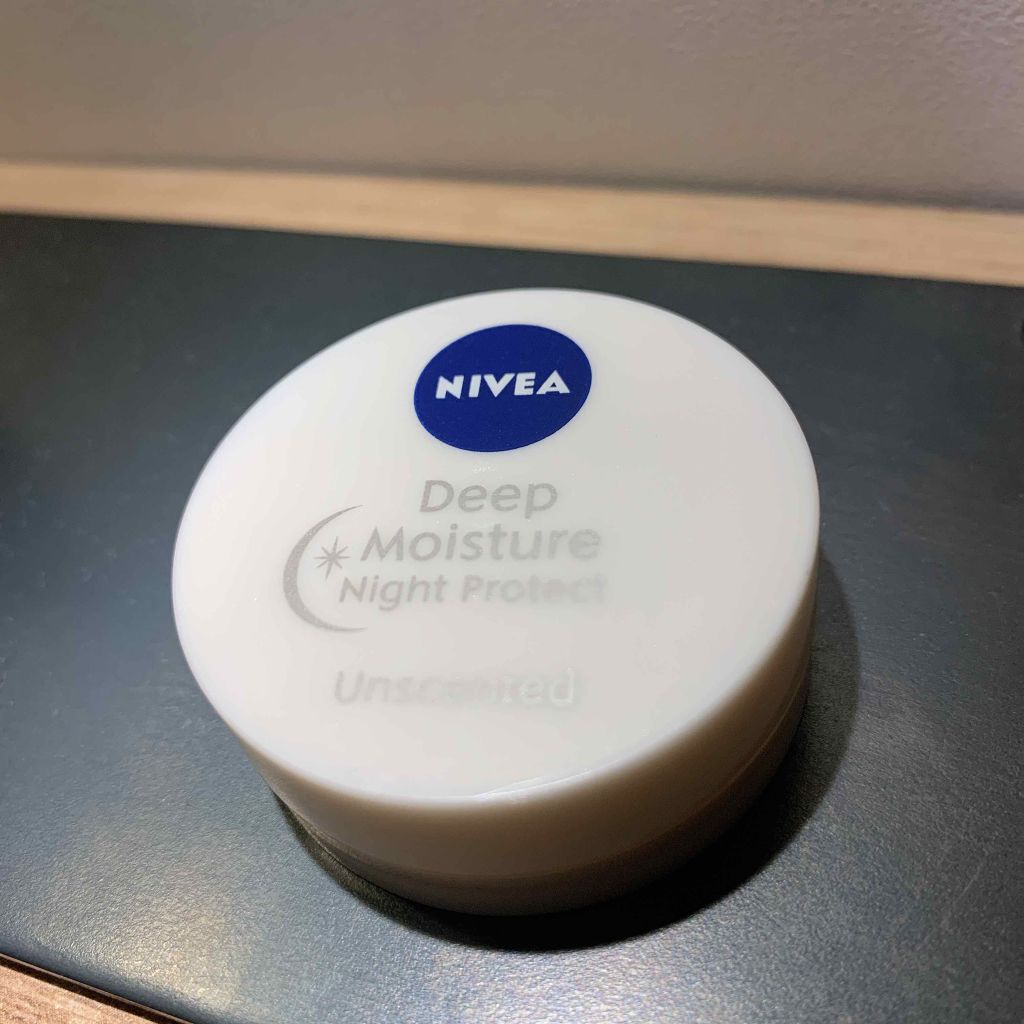 NIVEA
Deep
Moisture
Night Protect
Unscented